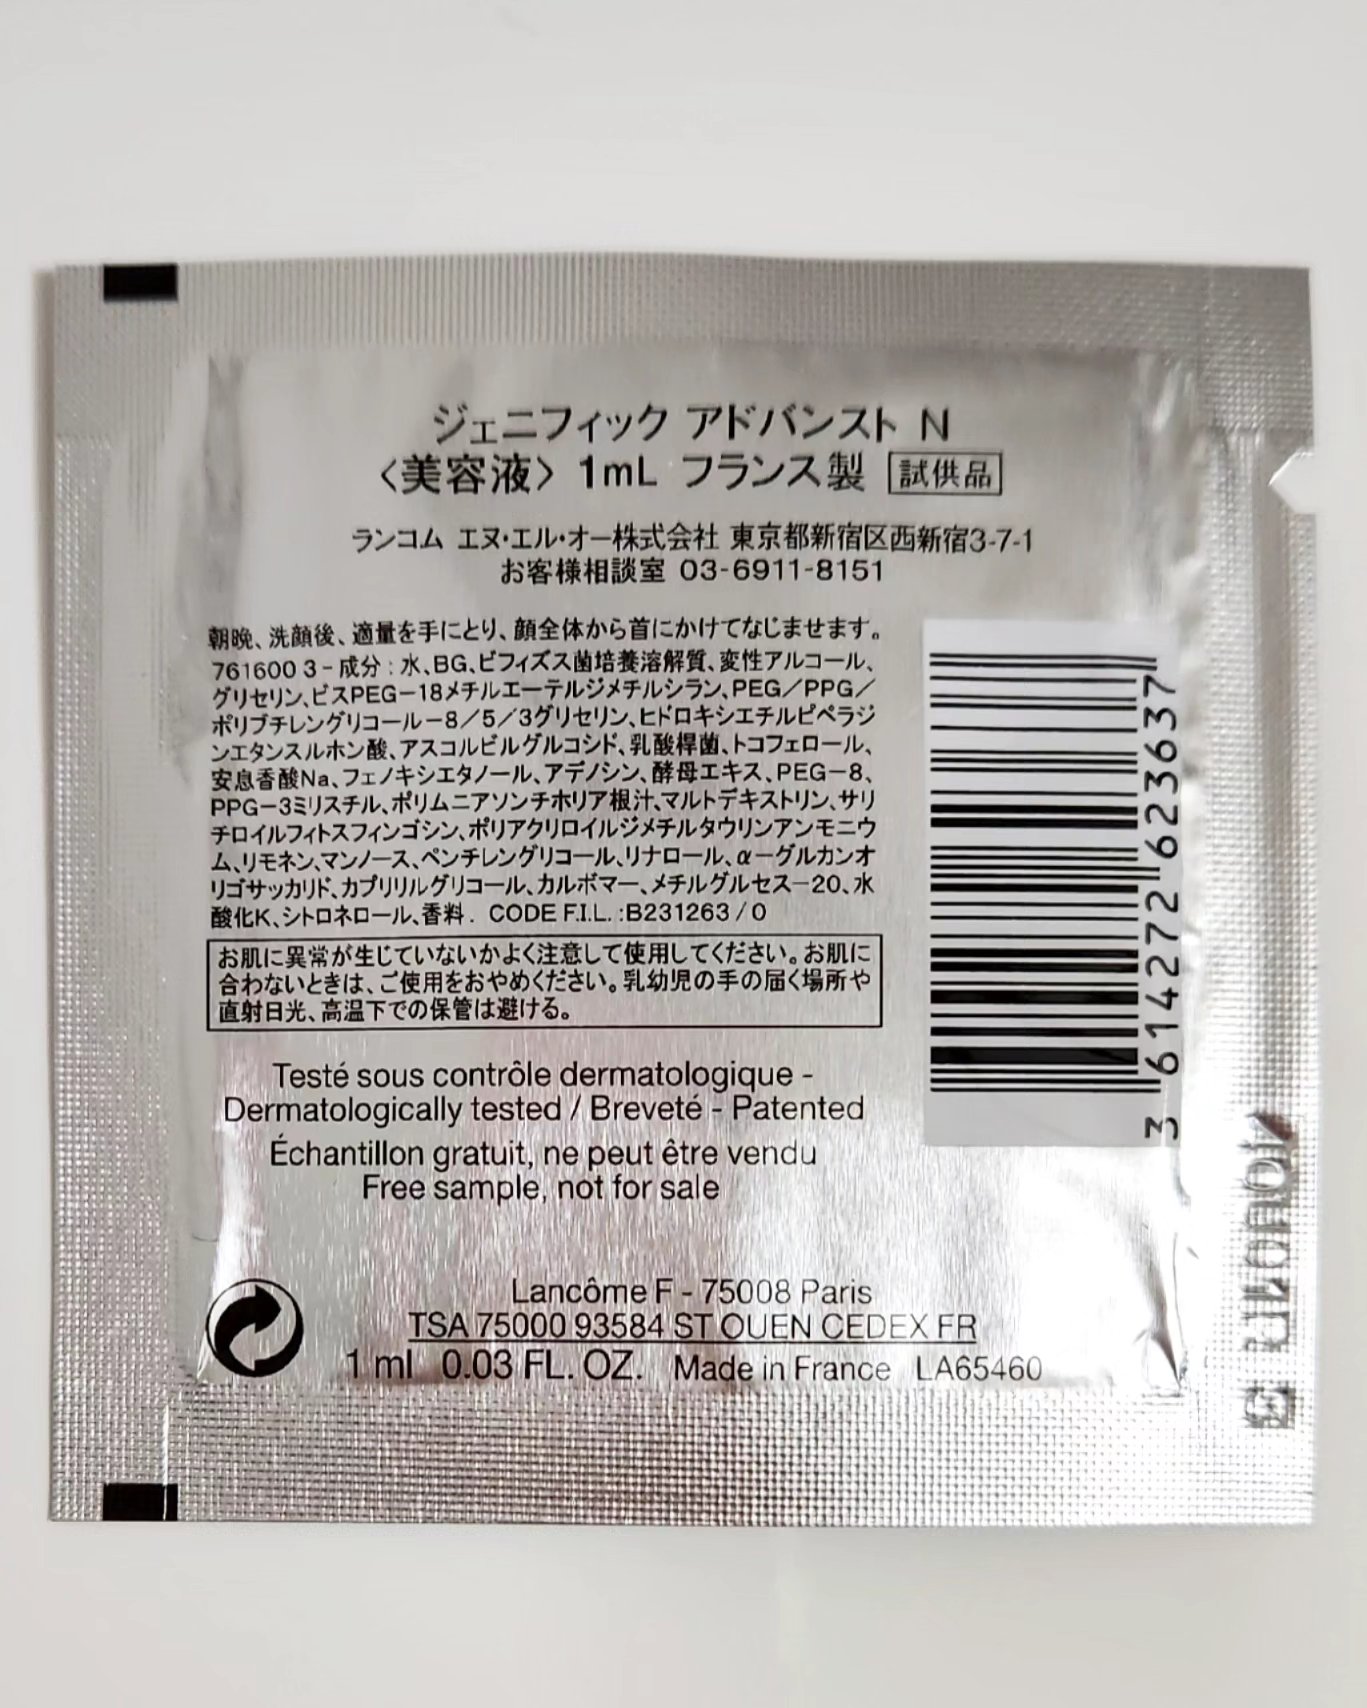 ジェニフィック アドバンスト N
〈美容液〉 1mL フランス製 試供品
ランコム エヌ・エル・オー株式会社 東京都新宿区西新宿3-7-1
お客様相談室 03-6911-8151
朝晩、洗顔後、適量を手にとり、顔全体から首にかけてなじませます。
761600 3 - 成分 : 水、BG、ビフィズス菌培養溶解質、変性アルコール、
グリセリン、ビスPEG－18メチルエーテルジメチルシラン、PEG／PPG／
ポリブチレングリコール－8／5／3グリセリン、ヒドロキシエチルピペラジ
ンエタンスルホン酸、アスコルビルグルコシド、乳酸桿菌、トコフェロール、
安息香酸Na、フェノキシエタノール、アデノシン、酵母エキス、PEG－8、
PPG－3ミリスチル、ポリムニアソンチホリア根汁、マルトデキストリン、サリ
チロイルフィトスフィンゴシン、ポリアクリロイルジメチルタウリンアンモニウ
ム、リモネン、マンノース、ペンチレングリコール、リナロール、α－グルカンオ
リゴサッカリド、カプリリルグリコール、カルボマー、メチルグルセス－20、水
酸化K、シトロネロール、香料. CODE F.I.L. :B231263 / 0
お肌に異常が生じていないかよく注意して使用してください。お肌に
合わないときは、ご使用をおやめください。乳幼児の手の届く場所や
直射日光、高温下での保管は避ける。
3 614272 623637
Testé sous contrôle dermatologique -
Dermatologically tested / Breveté - Patented
Échantillon gratuit, ne peut être vendu
Free sample, not for sale
Lancôme F - 75008 Paris
TSA 75000 93584 ST OUEN CEDEX FR
1 ml 0.03 FL. OZ. Made in France LA65460